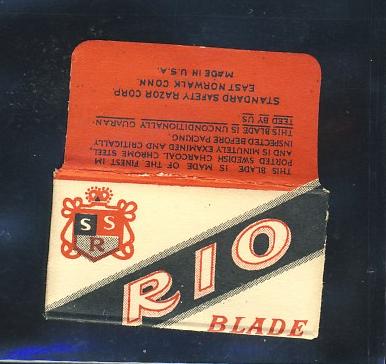 THIS BLADE IS MADE OF THE FINEST IM
PORTED SWEDISH CHARCOAL CHROME STEEL,
AND IS MINUTELY EXAMINED AND CRITICALLY
INSPECTED BEFORE PACKING.
THIS BLADE IS UNCONDITIONALLY GUARAN-
TEED BY US
STANDARD SAFETY RAZOR CORP.
EAST NORWALK CONN.
MADE IN U.S.A.
S S
R
RIO
BLADE